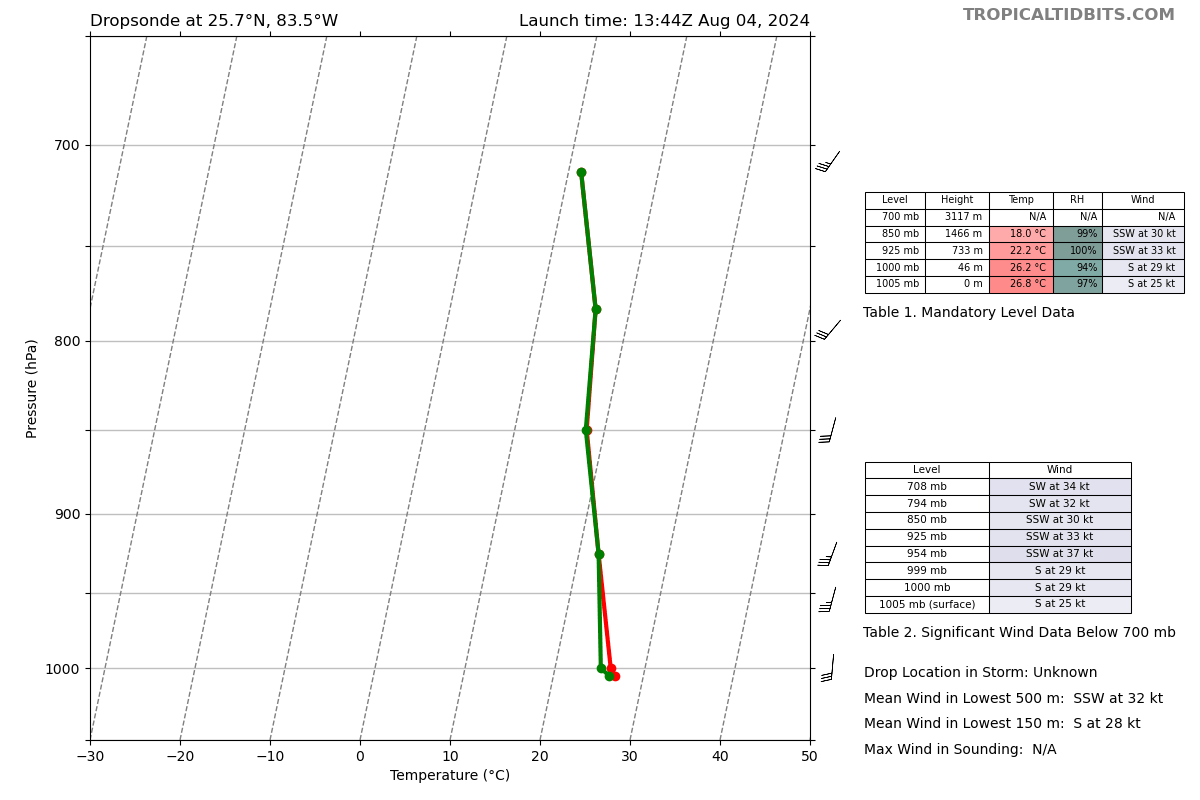 Dropsonde at 25.7°N, 83.5°W
Launch time: 13:44Z Aug 04, 2024
TROPICALTIDBITS.COM
Pressure (hPa)
700
800
900
1000
−30 −20 −10 0 10 20 30 40 50
Temperature (°C)
Level Height Temp RH Wind
700 mb 3117 m N/A N/A N/A
850 mb 1466 m 18.0 °C 99% SSW at 30 kt
925 mb 733 m 22.2 °C 100% SSW at 33 kt
1000 mb 46 m 26.2 °C 94% S at 29 kt
1005 mb 0 m 26.8 °C 97% S at 25 kt
Table 1. Mandatory Level Data
Level Wind
708 mb SW at 34 kt
794 mb SW at 32 kt
850 mb SSW at 30 kt
925 mb SSW at 33 kt
954 mb SSW at 37 kt
999 mb S at 29 kt
1000 mb S at 29 kt
1005 mb (surface) S at 25 kt
Table 2. Significant Wind Data Below 700 mb
Drop Location in Storm: Unknown
Mean Wind in Lowest 500 m: SSW at 32 kt
Mean Wind in Lowest 150 m: S at 28 kt
Max Wind in Sounding: N/A